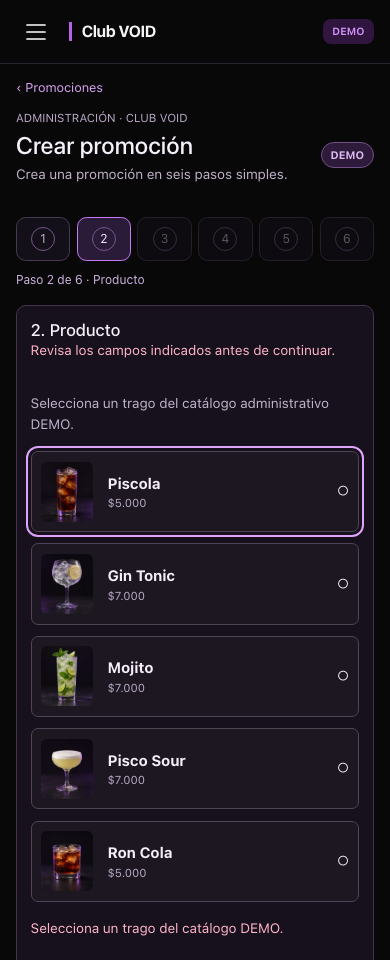 Club VOID
DEMO
‹ Promociones
ADMINISTRACIÓN · CLUB VOID
Crear promoción
DEMO
Crea una promoción en seis pasos simples.
1
2
3
4
5
6
Paso 2 de 6 · Producto
2. Producto
Revisa los campos indicados antes de continuar.
Selecciona un trago del catálogo administrativo
DEMO.
Piscola
$5.000
Gin Tonic
$7.000
Mojito
$7.000
Pisco Sour
$7.000
Ron Cola
$5.000
Selecciona un trago del catálogo DEMO.